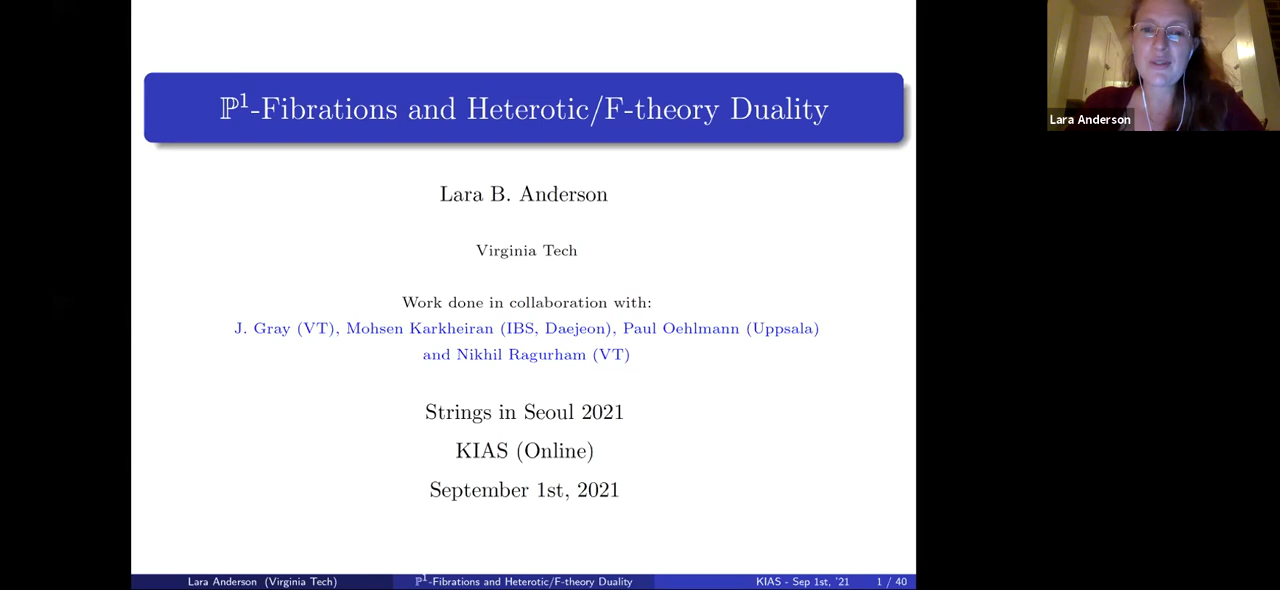 ℙ¹-Fibrations and Heterotic/F-theory Duality
Lara B. Anderson
Virginia Tech
Work done in collaboration with:
J. Gray (VT), Mohsen Karkheiran (IBS, Daejeon), Paul Oehlmann (Uppsala)
and Nikhil Ragurham (VT)
Strings in Seoul 2021
KIAS (Online)
September 1st, 2021
Lara Anderson (Virginia Tech) ℙ¹-Fibrations and Heterotic/F-theory Duality KIAS - Sep 1st, '21 1 / 40
Lara Anderson